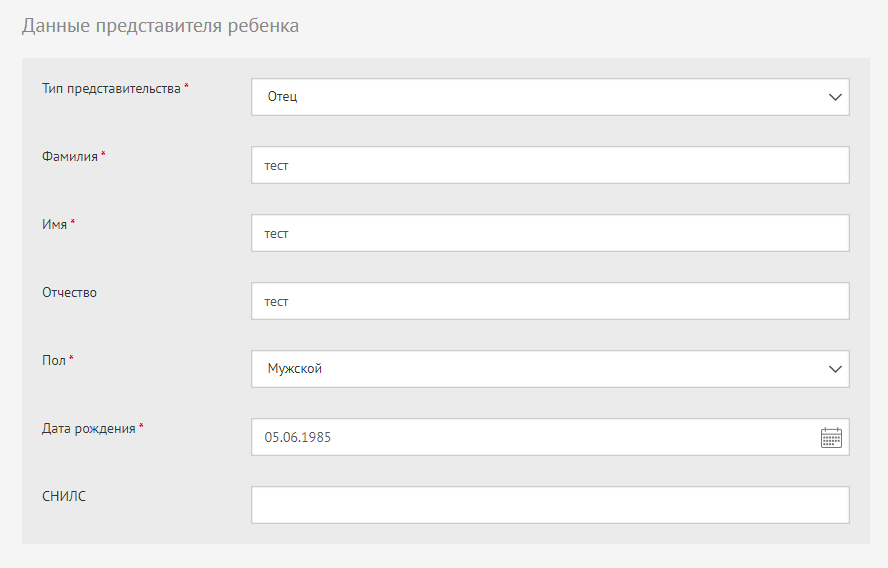 Данные представителя ребенка
Тип представительства *
Отец
Фамилия *
тест
Имя *
тест
Отчество
тест
Пол *
Мужской
Дата рождения *
05.06.1985
СНИЛС